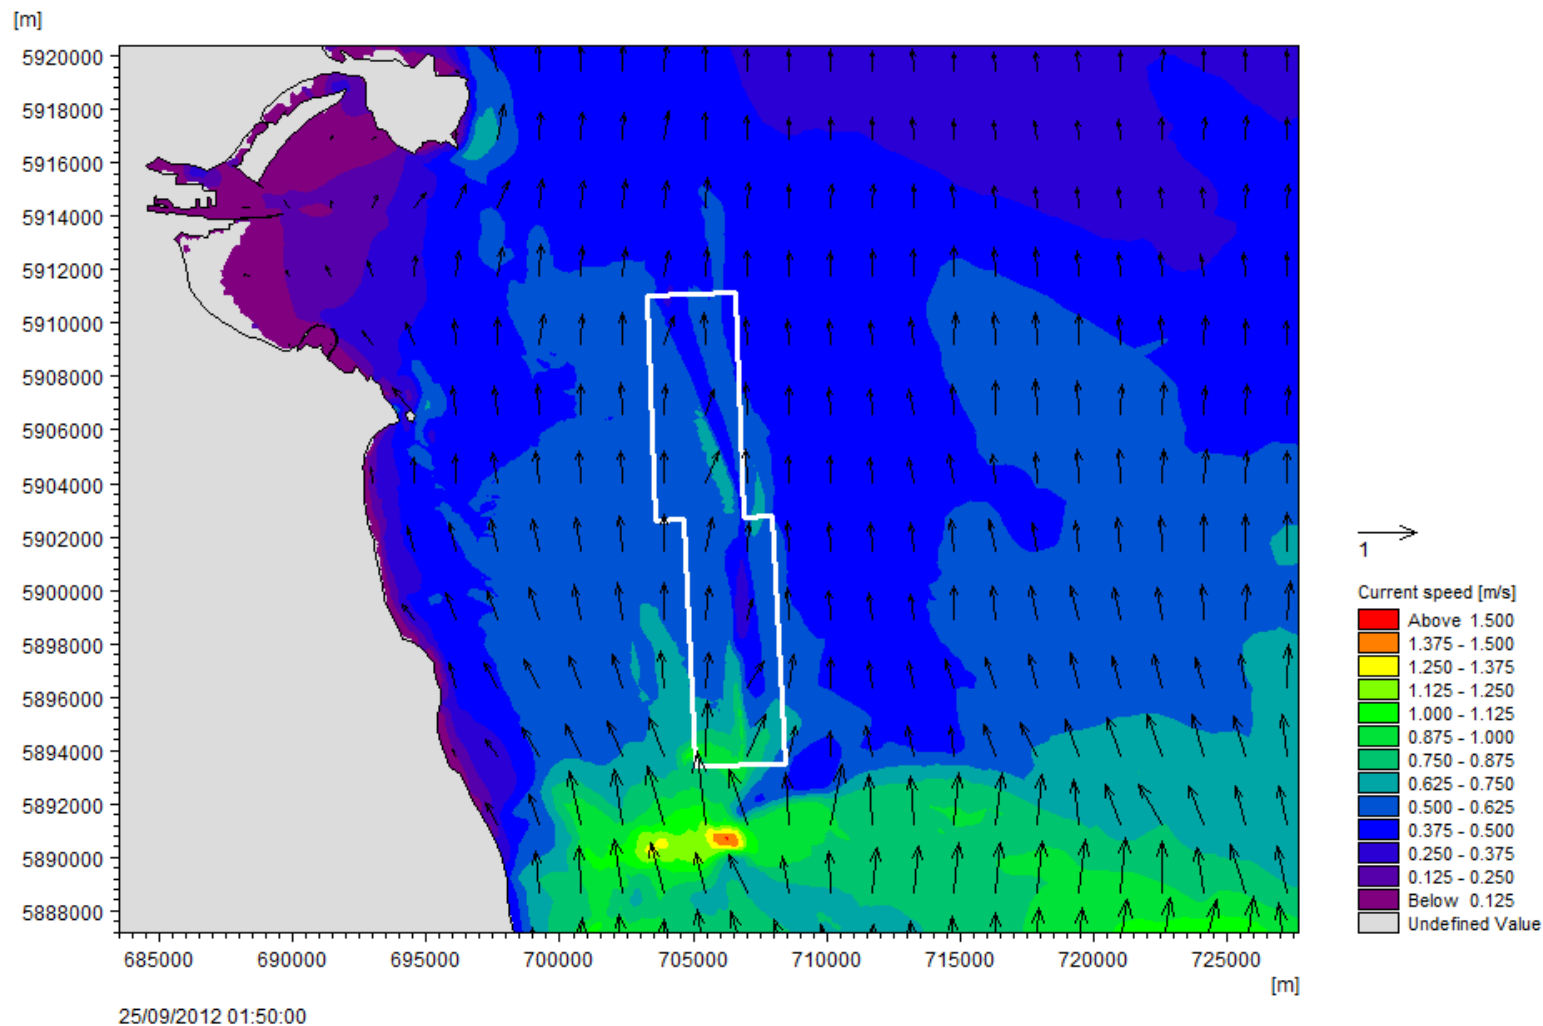 [m]
5920000
5918000
5916000
5914000
5912000
5910000
5908000
5906000
5904000
5902000
5900000
5898000
5896000
5894000
5892000
5890000
5888000
685000 690000 695000 700000 705000 710000 715000 720000 725000
[m]
25/09/2012 01:50:00
1
Current speed [m/s]
Above 1.500
1.375 - 1.500
1.250 - 1.375
1.125 - 1.250
1.000 - 1.125
0.875 - 1.000
0.750 - 0.875
0.625 - 0.750
0.500 - 0.625
0.375 - 0.500
0.250 - 0.375
0.125 - 0.250
Below 0.125
Undefined Value